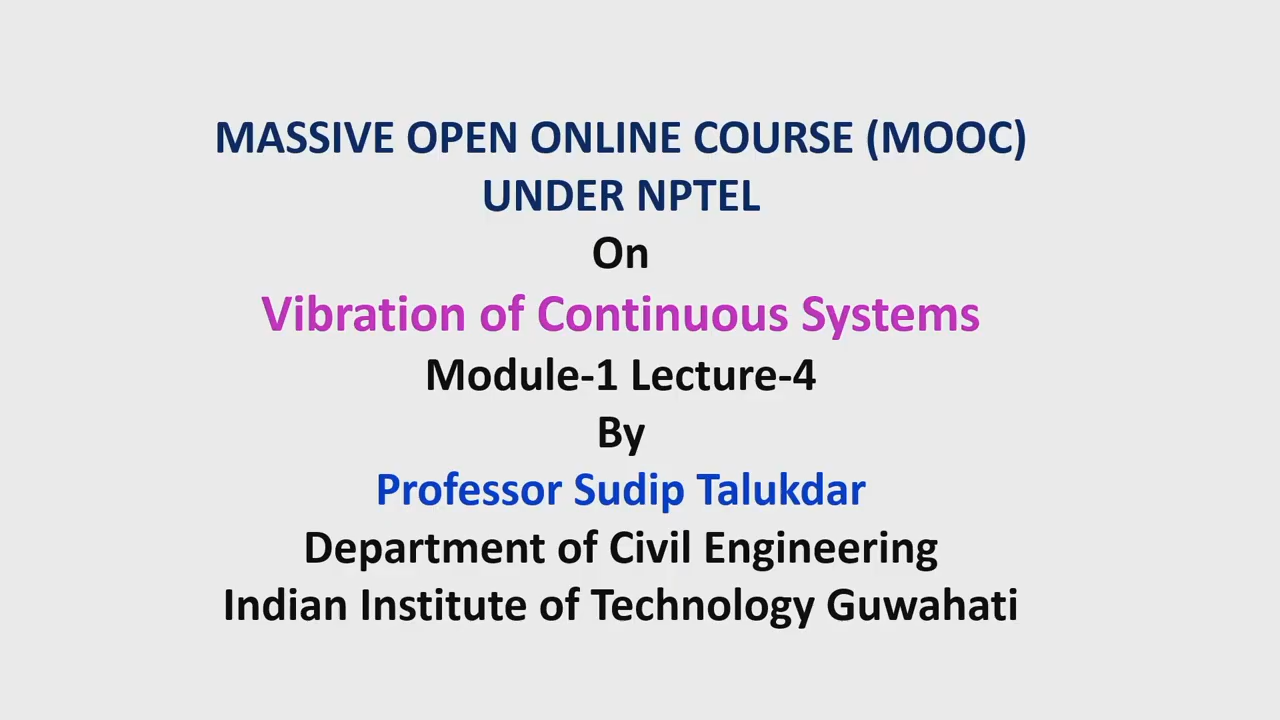 MASSIVE OPEN ONLINE COURSE (MOOC)
UNDER NPTEL
On
Vibration of Continuous Systems
Module-1 Lecture-4
By
Professor Sudip Talukdar
Department of Civil Engineering
Indian Institute of Technology Guwahati